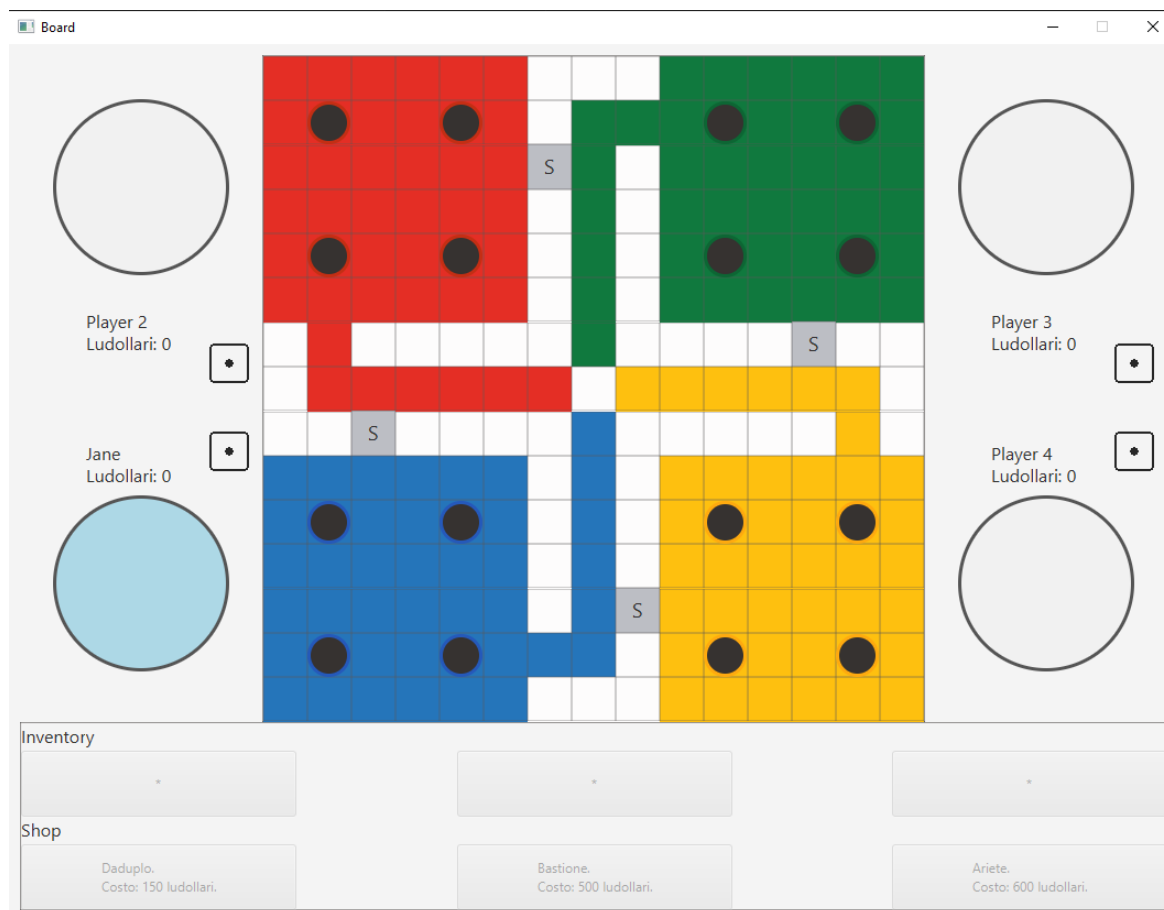 Board
S
Player 2
Ludollari: 0
S
Player 3
Ludollari: 0
S
Jane
Ludollari: 0
Player 4
Ludollari: 0
S
Inventory
*
*
*
Shop
Daduplo.
Costo: 150 ludollari.
Bastione.
Costo: 500 ludollari.
Ariete.
Costo: 600 ludollari.